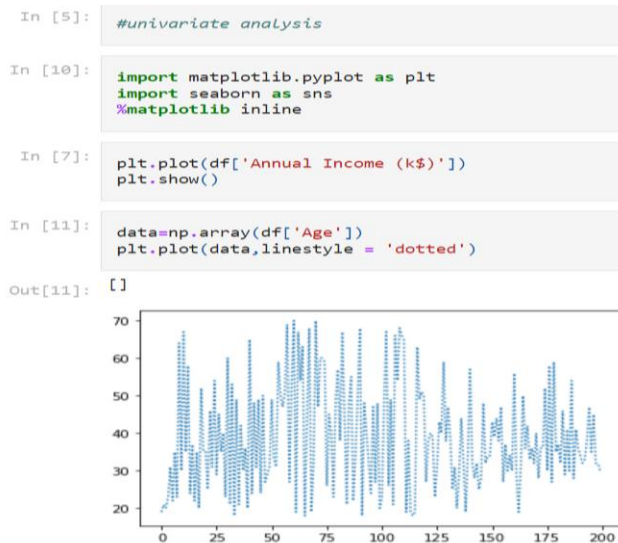 In [5]:
#univariate analysis
In [10]:
import matplotlib.pyplot as plt
import seaborn as sns
%matplotlib inline
In [7]:
plt.plot(df['Annual Income (k$)'])
plt.show()
In [11]:
data=np.array(df['Age'])
plt.plot(data,linestyle = 'dotted')
Out[11]:
[]
70
60
50
40
30
20
0 25 50 75 100 125 150 175 200